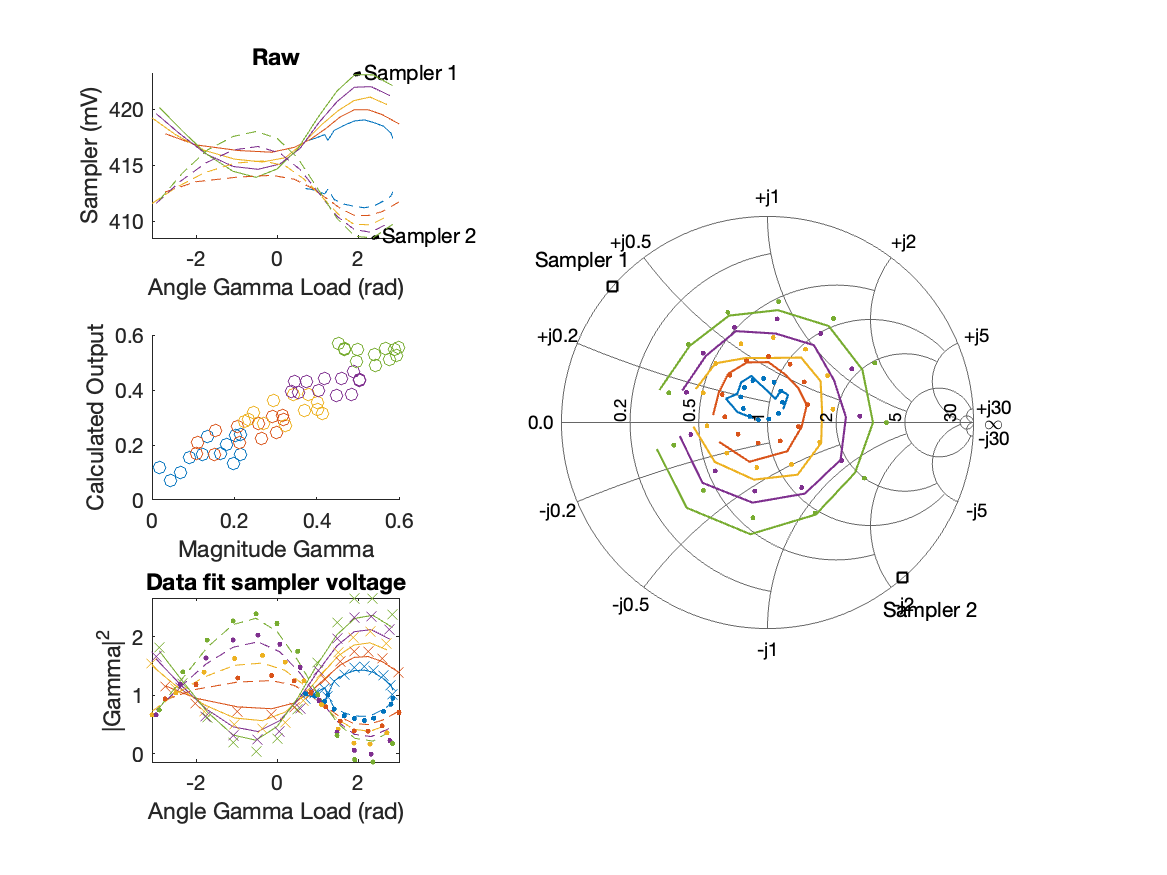 Raw
Sampler 1
Sampler (mV)
420
415
410
Sampler 2
-2
0
2
Angle Gamma Load (rad)
Calculated Output
0.6
0.4
0.2
0
0
0.2
0.4
0.6
Magnitude Gamma
Data fit sampler voltage
|Gamma|2
2
1
0
-2
0
2
Angle Gamma Load (rad)
+j1
+j0.5
+j2
Sampler 1
+j0.2
+j5
0.0
0.2
0.5
1
2
5
30
+j30
∞
-j30
-j0.2
-j5
-j0.5
-j2
Sampler 2
-j1